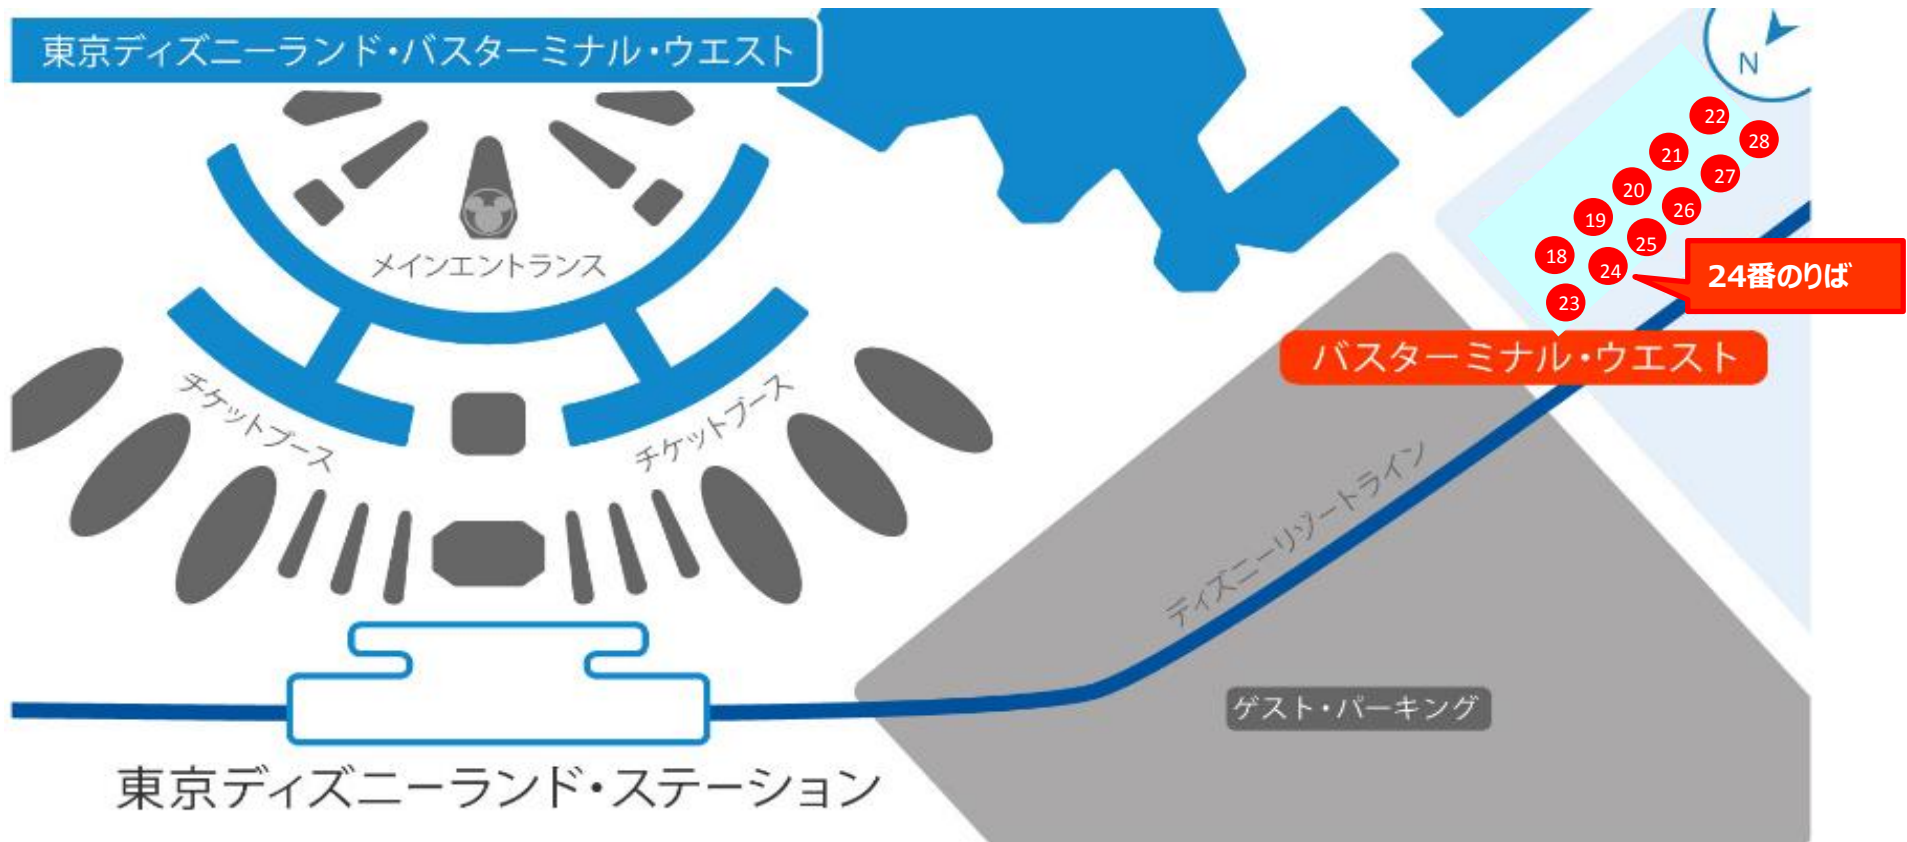 東京ディズニーランド・バスターミナル・ウエスト
N
22
28
21
27
20
26
19
25
18
24
23
24番のりば
メインエントランス
バスターミナル・ウエスト
チケットブース
チケットブース
ディズニーリゾートライン
ゲスト・パーキング
東京ディズニーランド・ステーション